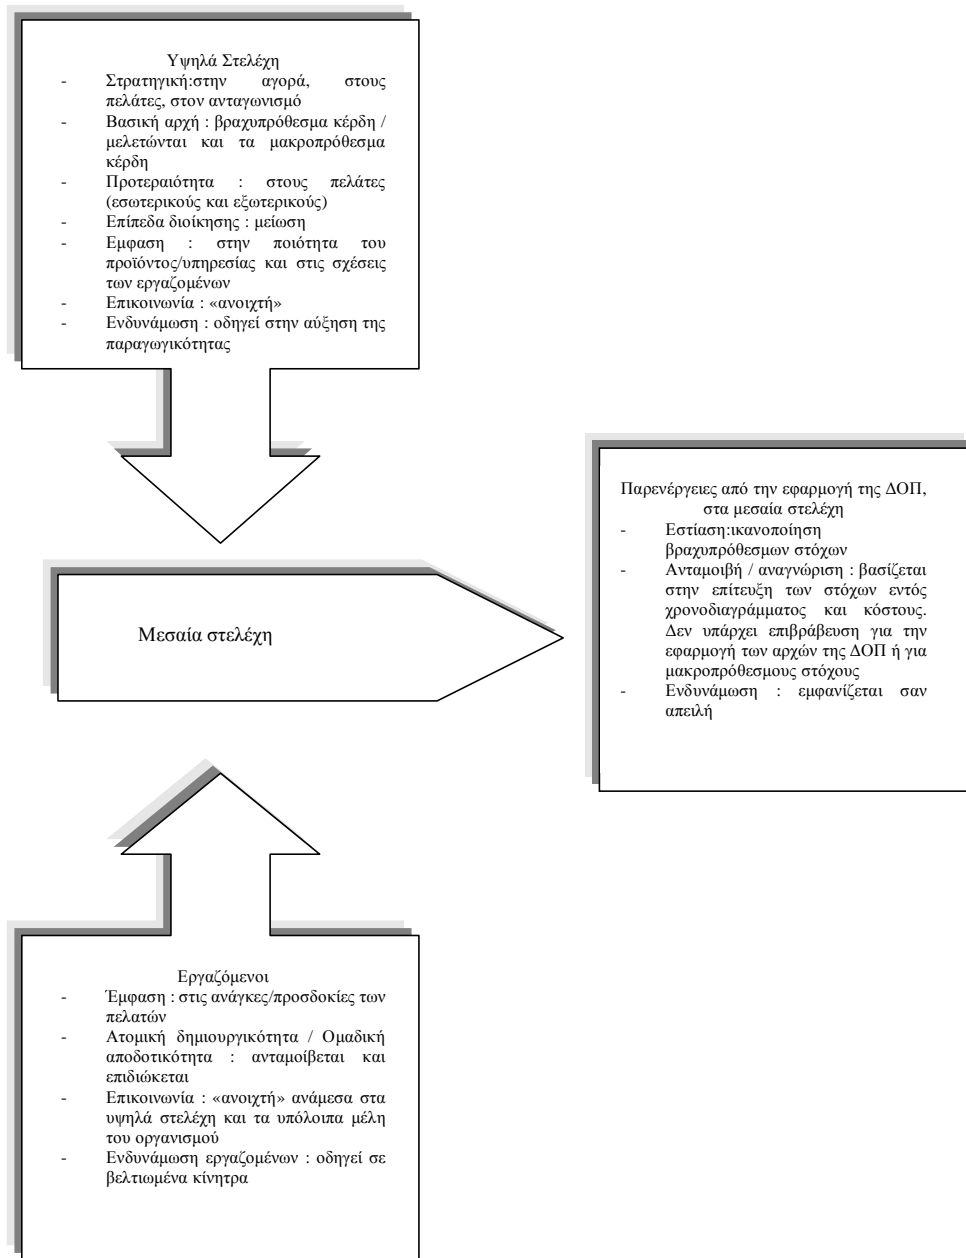 Υψηλά Στελέχη
- Στρατηγική:στην αγορά, στους
πελάτες, στον ανταγωνισμό
- Βασική αρχή : βραχυπρόθεσμα κέρδη /
μελετώνται και τα μακροπρόθεσμα
κέρδη
- Προτεραιότητα : στους πελάτες
(εσωτερικούς και εξωτερικούς)
- Επίπεδα διοίκησης : μείωση
- Εμφαση : στην ποιότητα του
προϊόντος/υπηρεσίας και στις σχέσεις
των εργαζομένων
- Επικοινωνία : «ανοιχτή»
- Ενδυνάμωση : οδηγεί στην αύξηση της
παραγωγικότητας
Μεσαία στελέχη
Παρενέργειες από την εφαρμογή της ΔΟΠ,
στα μεσαία στελέχη
- Εστίαση:ικανοποίηση
βραχυπρόθεσμων στόχων
- Ανταμοιβή / αναγνώριση : βασίζεται
στην επίτευξη των στόχων εντός
χρονοδιαγράμματος και κόστους.
Δεν υπάρχει επιβράβευση για την
εφαρμογή των αρχών της ΔΟΠ ή για
μακροπρόθεσμους στόχους
- Ενδυνάμωση : εμφανίζεται σαν
απειλή
Εργαζόμενοι
- Έμφαση : στις ανάγκες/προσδοκίες των
πελατών
- Ατομική δημιουργικότητα / Ομαδική
αποδοτικότητα : ανταμοίβεται και
επιδιώκεται
- Επικοινωνία : «ανοιχτή» ανάμεσα στα
υψηλά στελέχη και τα υπόλοιπα μέλη
του οργανισμού
- Ενδυνάμωση εργαζομένων : οδηγεί σε
βελτιωμένα κίνητρα